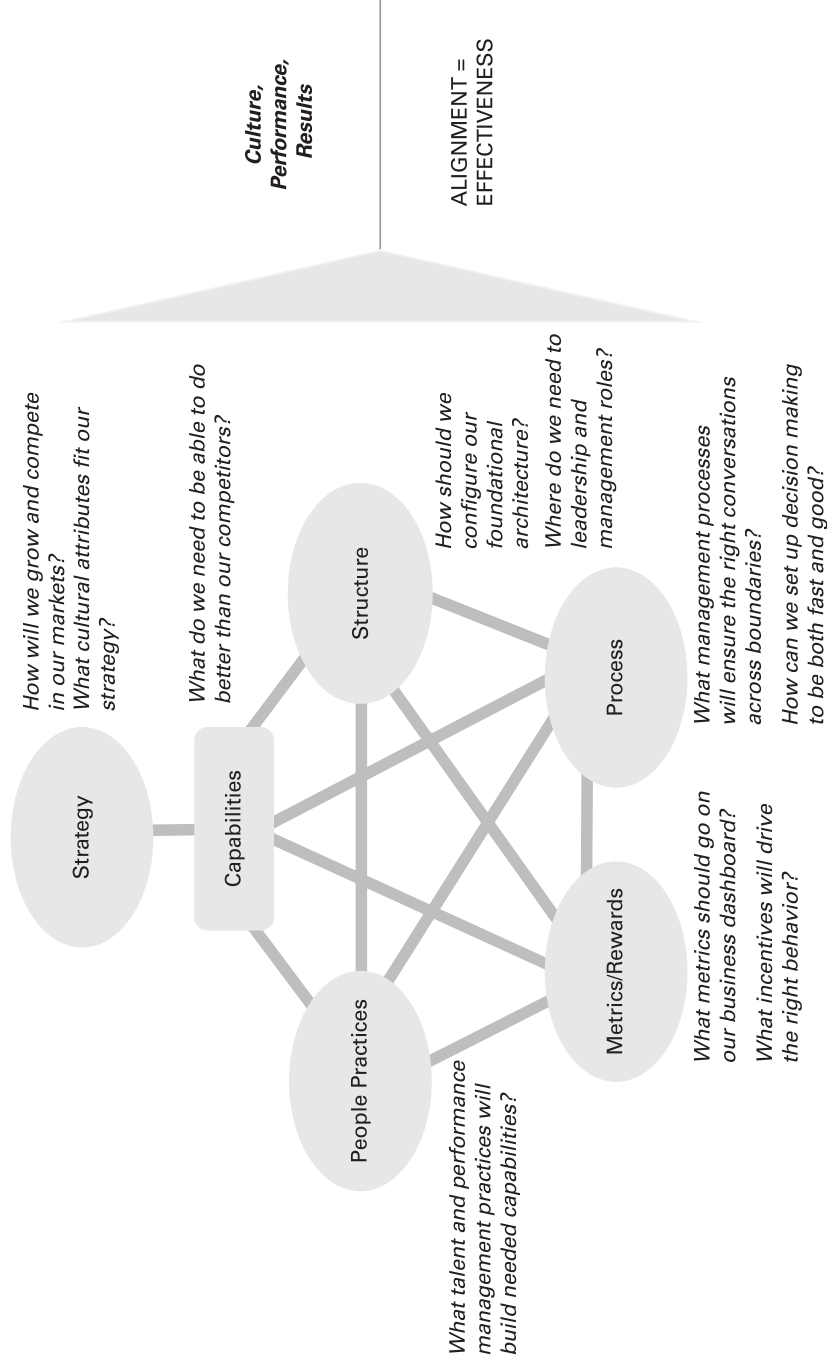 Strategy
How will we grow and compete
in our markets?
What cultural attributes fit our
strategy?
Capabilities
What do we need to be able to do
better than our competitors?
People Practices
What talent and performance
management practices will
build needed capabilities?
Structure
How should we
configure our
foundational
architecture?
Where do we need to
leadership and
management roles?
Metrics/Rewards
What metrics should go on
our business dashboard?
What incentives will drive
the right behavior?
Process
What management processes
will ensure the right conversations
across boundaries?
How can we set up decision making
to be both fast and good?
Culture,
Performance,
Results
ALIGNMENT =
EFFECTIVENESS